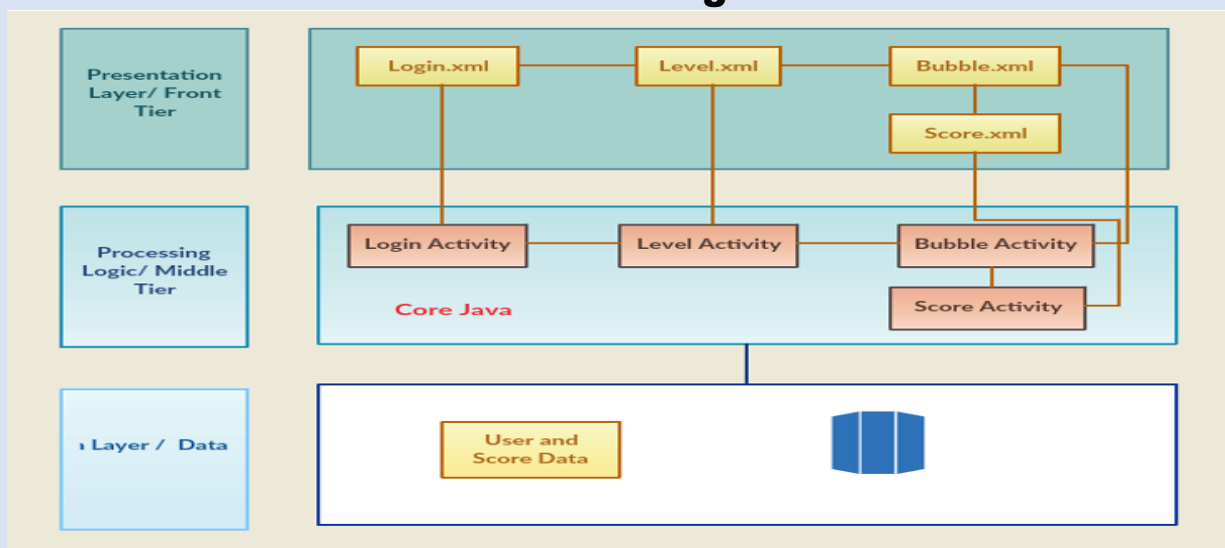 Presentation
Layer/ Front
Tier
Login.xml
Level.xml
Bubble.xml
Score.xml
Processing
Logic/ Middle
Tier
Login Activity
Level Activity
Bubble Activity
Core Java
Score Activity
Layer / Data
User and
Score Data